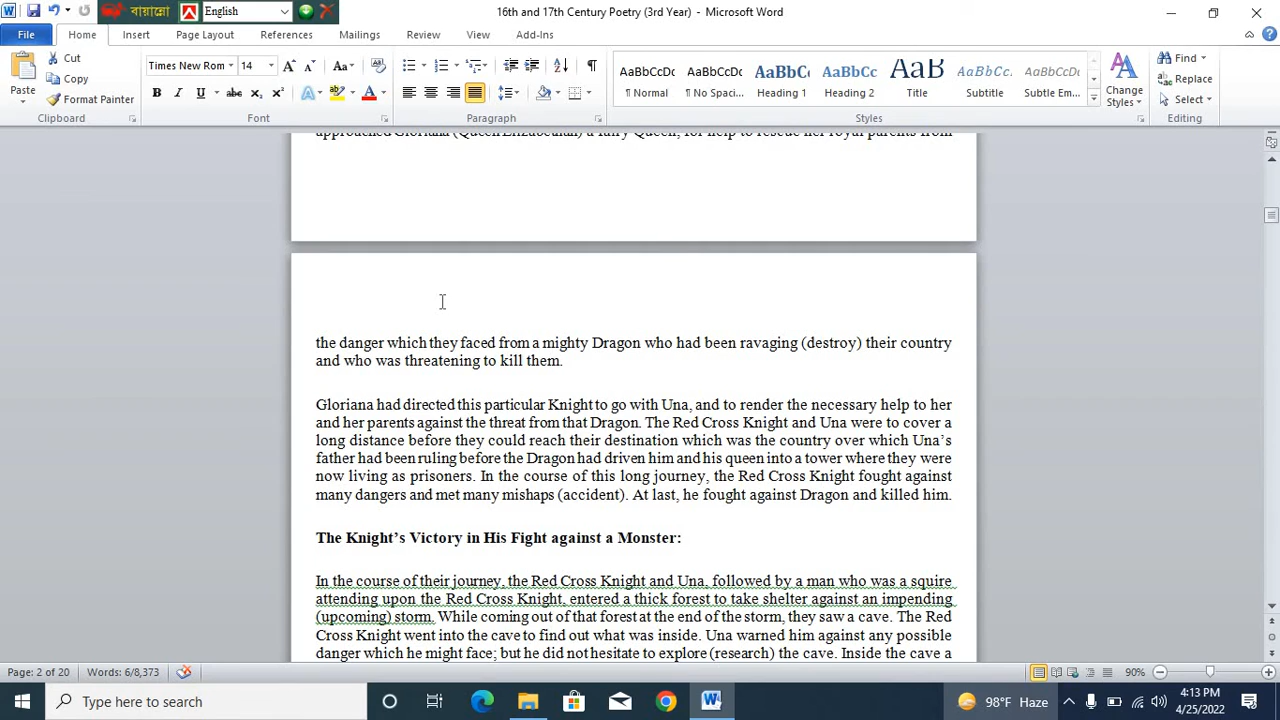 বায়ান্নো
English
16th and 17th Century Poetry (3rd Year) - Microsoft Word
File
Home
Insert
Page Layout
References
Mailings
Review
View
Add-Ins
Paste
Cut
Copy
Format Painter
Clipboard
Times New Rom
14
Font
Paragraph
AaBbCcDc
¶ Normal
AaBbCcDc
¶ No Spaci...
AaBbCc
Heading 1
AaBbCc
Heading 2
AaB
Title
AaBbCcL
Subtitle
AaBbCcDc
Subtle Em...
Change
Styles
Styles
Find
Replace
Select
Editing
approached Gloriana (Queen Elizabethan) a fairy Queen, for help to rescue her royal parents from
the danger which they faced from a mighty Dragon who had been ravaging (destroy) their country
and who was threatening to kill them.
Gloriana had directed this particular Knight to go with Una, and to render the necessary help to her
and her parents against the threat from that Dragon. The Red Cross Knight and Una were to cover a
long distance before they could reach their destination which was the country over which Una’s
father had been ruling before the Dragon had driven him and his queen into a tower where they were
now living as prisoners. In the course of this long journey, the Red Cross Knight fought against
many dangers and met many mishaps (accident). At last, he fought against Dragon and killed him.
The Knight’s Victory in His Fight against a Monster:
In the course of their journey, the Red Cross Knight and Una, followed by a man who was a squire
attending upon the Red Cross Knight, entered a thick forest to take shelter against an impending
(upcoming) storm. While coming out of that forest at the end of the storm, they saw a cave. The Red
Cross Knight went into the cave to find out what was inside. Una warned him against any possible
danger which he might face; but he did not hesitate to explore (research) the cave. Inside the cave a
Page: 2 of 20
Words: 6/8,373
90%
Type here to search
98°F Haze
4:13 PM
4/25/2022